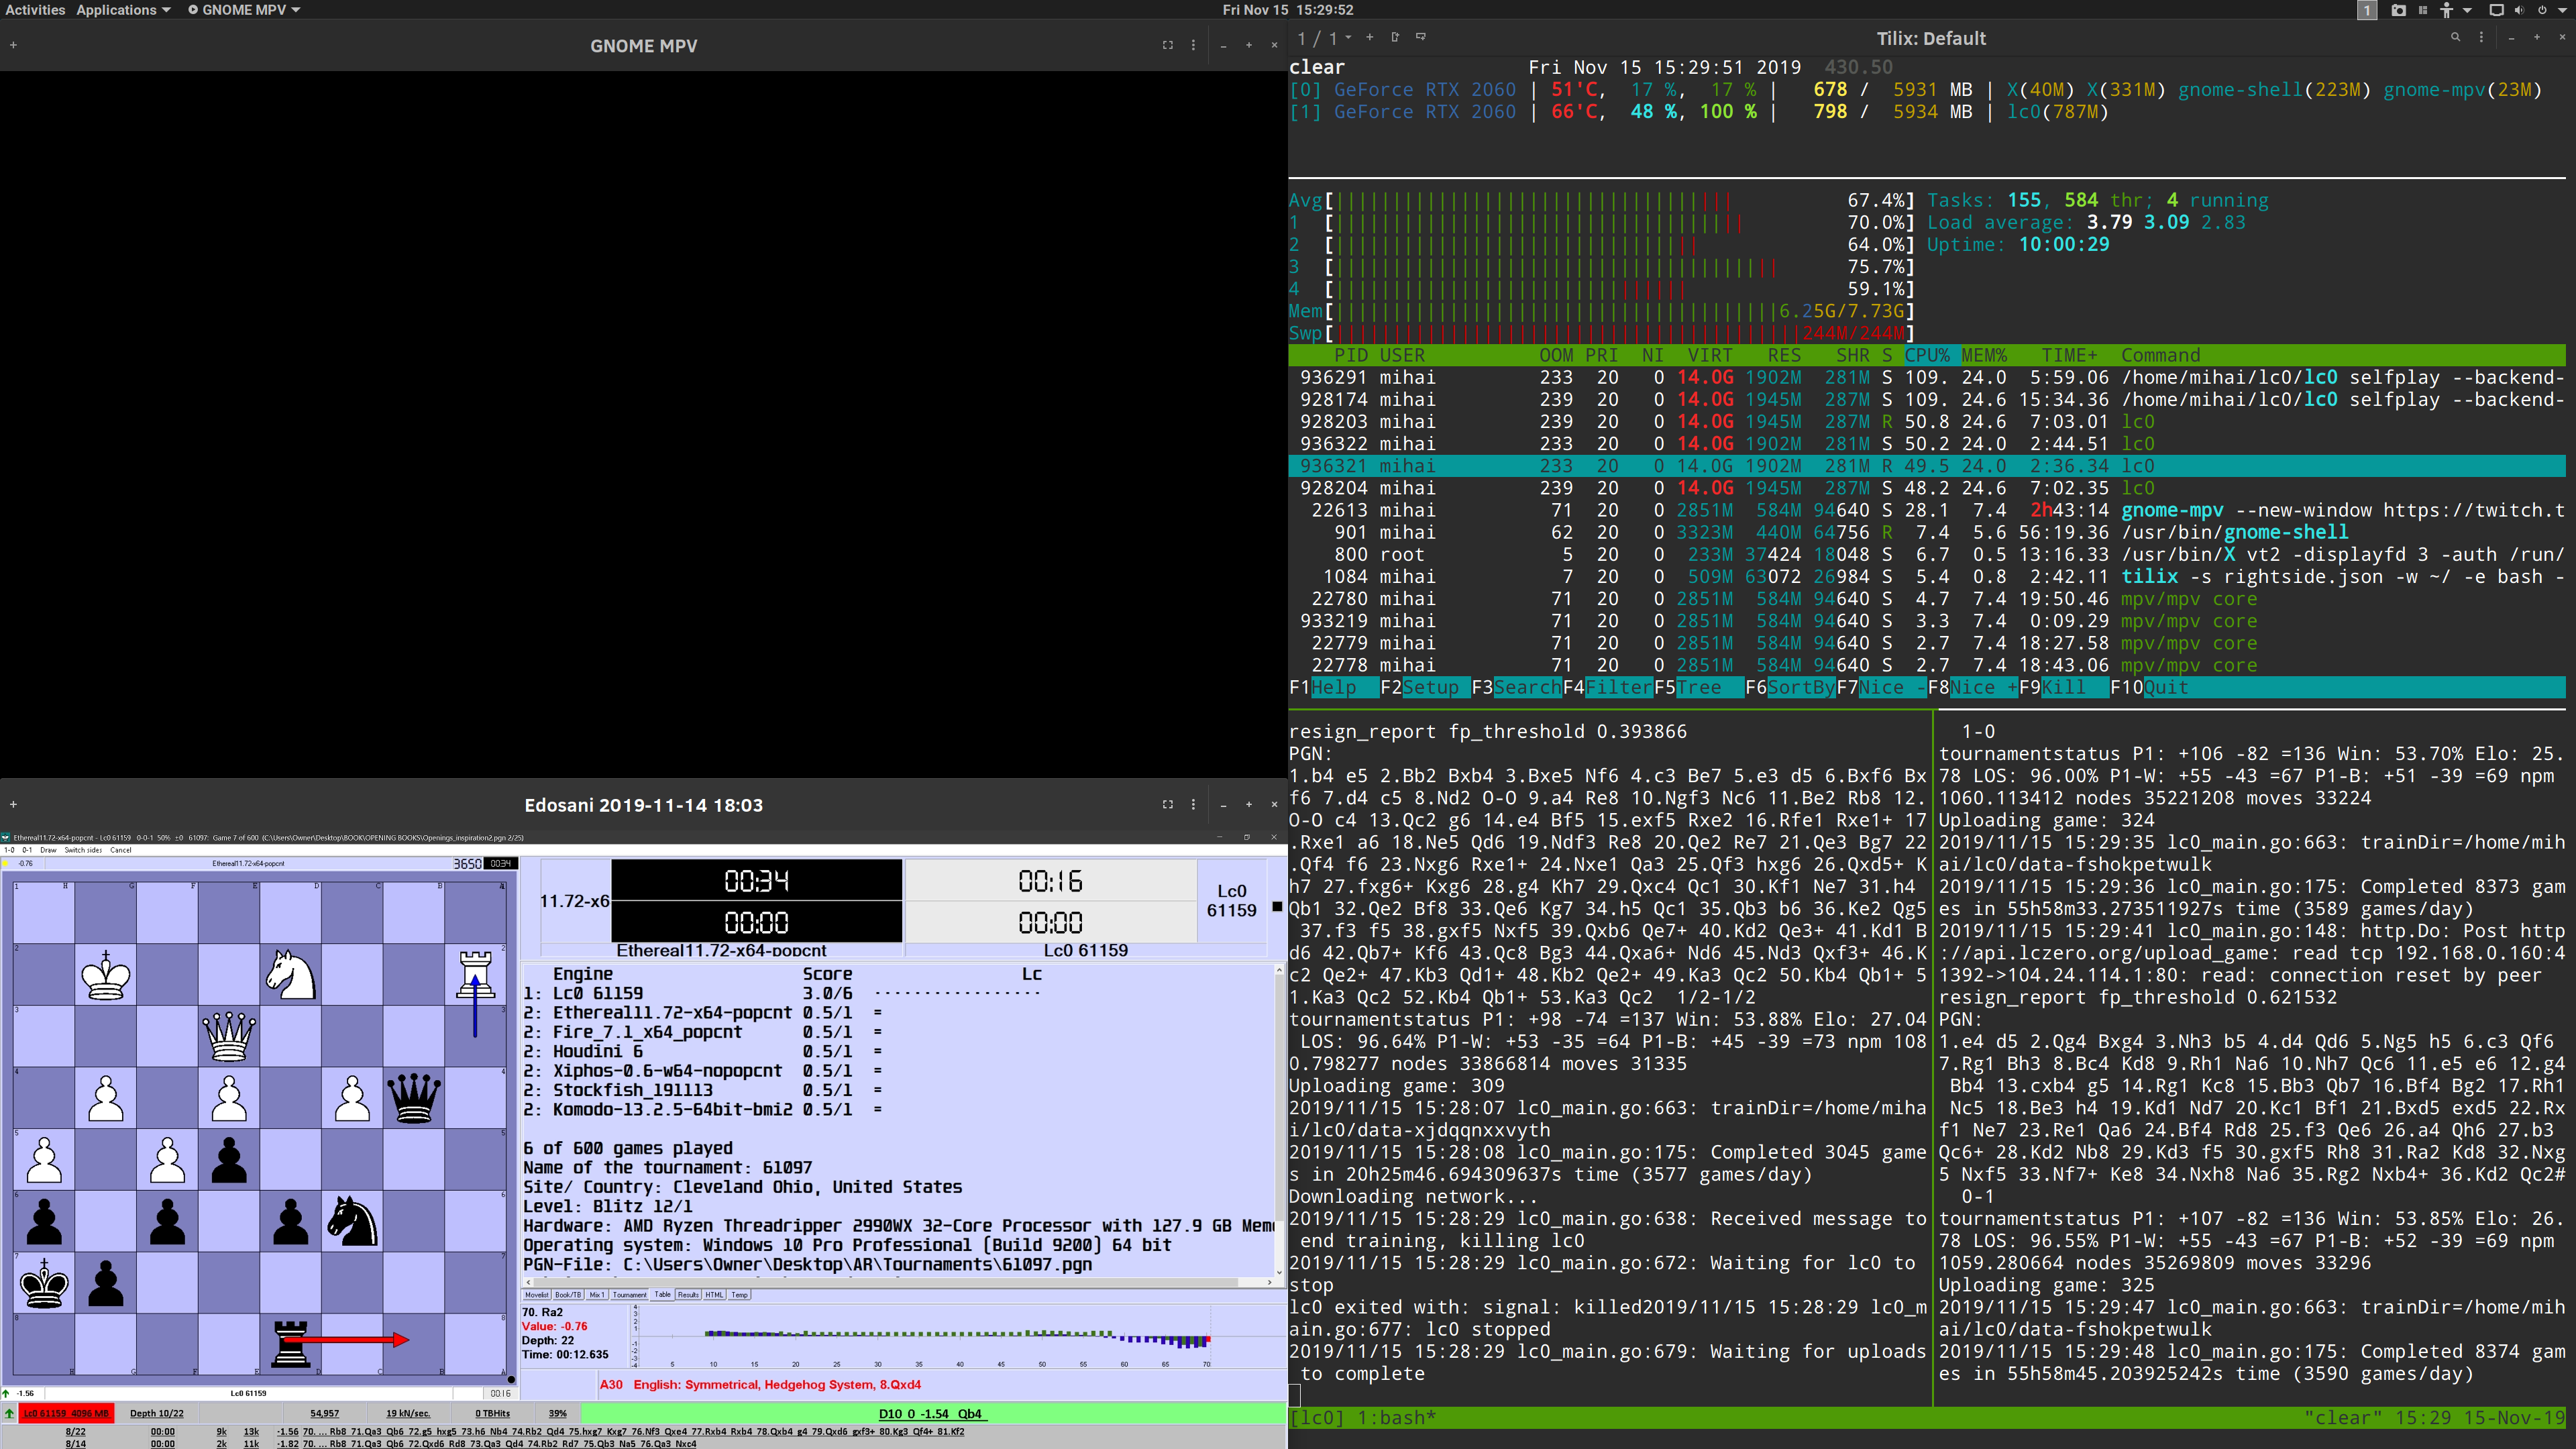 Activities Applications GNOME MPV
Fri Nov 15 15:29:52
1
GNOME MPV
Edosani 2019-11-14 18:03
Ethereal11.72-x64-popcnt - Lc0 61159 0-0-1 50% ±0 61097: Game 7 of 600 (C:\Users\Owner\Desktop\BOOK\OPENING BOOKS\Openings_inspiration2.pgn 2/25)
1-0 0-1 Draw Switch sides Cancel
-0.76 Ethereal11.72-x64-popcnt 3650 00:34
11.72-x6 00:34 00:16 Lc0 61159
00:00 00:00
Ethereal11.72-x64-popcnt Lc0 61159
Engine Score Lc
1: Lc0 61159 3.0/6 - - - - - - - - - - - - - - - - -
2: Ethereal11.72-x64-popcnt 0.5/1 =
2: Fire_7.1_x64_popcnt 0.5/1 =
2: Houdini 6 0.5/1 =
2: Xiphos-0.6-w64-nopopcnt 0.5/1 =
2: Stockfish_191113 0.5/1 =
2: Komodo-13.2.5-64bit-bmi2 0.5/1 =
6 of 600 games played
Name of the tournament: 61097
Site/ Country: Cleveland Ohio, United States
Level: Blitz 12/1
Hardware: AMD Ryzen Threadripper 2990WX 32-Core Processor with 127.9 GB Mem
Operating system: Windows 10 Pro Professional (Build 9200) 64 bit
PGN-File: C:\Users\Owner\Desktop\AR\Tournaments\61097.pgn
Movelist Book/TB Mix 1 Tournament Table Results HTML Temp
70. Ra2
Value: -0.76
Depth: 22
Time: 00:12.635
5 10 15 20 25 30 35 40 45 50 55 60 65 70
A30 English: Symmetrical, Hedgehog System, 8.Qxd4
-1.56 Lc0 61159 00:16
Lc0 61159 4096 MB Depth 10/22 54,957 19 kN/sec. 0 TBHits 39% D10 0 -1.54 Qb4
8/22 00:00 9k 13k -1.56 70. ... Rb8 71.Qa3 Qb6 72.g5 hxg5 73.h6 Nb4 74.Rb2 Qd4 75.hxg7 Kxg7 76.Nf3 Qxe4 77.Rxb4 Rxb4 78.Qxb4 g4 79.Qxd6 gxf3+ 80.Kg3 Qf4+ 81.Kf2
8/14 00:00 2k 11k -1.82 70. ... Rb8 71.Qa3 Qb6 72.Qxd6 Rd8 73.Qa3 Qd4 74.Rb2 Rd7 75.Qb3 Na5 76.Qa3 Nxc4
1 / 1 Tilix: Default
clear Fri Nov 15 15:29:51 2019 430.50
[0] GeForce RTX 2060 | 51'C, 17 %, 17 % | 678 / 5931 MB | X(40M) X(331M) gnome-shell(223M) gnome-mpv(23M)
[1] GeForce RTX 2060 | 66'C, 48 %, 100 % | 798 / 5934 MB | lc0(787M)
Avg[ 67.4%] Tasks: 155, 584 thr; 4 running
1 [ 70.0%] Load average: 3.79 3.09 2.83
2 [ 64.0%] Uptime: 10:00:29
3 [ 75.7%]
4 [ 59.1%]
Mem[ 6.25G/7.73G]
Swp[ 244M/244M]
PID USER OOM PRI NI VIRT RES SHR S CPU% MEM% TIME+ Command
936291 mihai 233 20 0 14.0G 1902M 281M S 109. 24.0 5:59.06 /home/mihai/lc0/lc0 selfplay --backend-
928174 mihai 239 20 0 14.0G 1945M 287M S 109. 24.6 15:34.36 /home/mihai/lc0/lc0 selfplay --backend-
928203 mihai 239 20 0 14.0G 1945M 287M R 50.8 24.6 7:03.01 lc0
936322 mihai 233 20 0 14.0G 1902M 281M S 50.2 24.0 2:44.51 lc0
936321 mihai 233 20 0 14.0G 1902M 281M R 49.5 24.0 2:36.34 lc0
928204 mihai 239 20 0 14.0G 1945M 287M S 48.2 24.6 7:02.35 lc0
22613 mihai 71 20 0 2851M 584M 94640 S 28.1 7.4 2h43:14 gnome-mpv --new-window https://twitch.t
901 mihai 62 20 0 3323M 440M 64756 R 7.4 5.6 56:19.36 /usr/bin/gnome-shell
800 root 5 20 0 233M 37424 18048 S 6.7 0.5 13:16.33 /usr/bin/X vt2 -displayfd 3 -auth /run/
1084 mihai 7 20 0 509M 63072 26984 S 5.4 0.8 2:42.11 tilix -s rightside.json -w ~/ -e bash -
22780 mihai 71 20 0 2851M 584M 94640 S 4.7 7.4 19:50.46 mpv/mpv core
933219 mihai 71 20 0 2851M 584M 94640 S 3.3 7.4 0:09.29 mpv/mpv core
22779 mihai 71 20 0 2851M 584M 94640 S 2.7 7.4 18:27.58 mpv/mpv core
22778 mihai 71 20 0 2851M 584M 94640 S 2.7 7.4 18:43.06 mpv/mpv core
F1Help F2Setup F3SearchF4FilterF5Tree F6SortByF7Nice -F8Nice +F9Kill F10Quit
resign_report fp_threshold 0.393866
PGN:
1.b4 e5 2.Bb2 Bxb4 3.Bxe5 Nf6 4.c3 Be7 5.e3 d5 6.Bxf6 Bx
f6 7.d4 c5 8.Nd2 O-O 9.a4 Re8 10.Ngf3 Nc6 11.Be2 Rb8 12.
O-O c4 13.Qc2 g6 14.e4 Bf5 15.exf5 Rxe2 16.Rfe1 Rxe1+ 17
.Rxe1 a6 18.Ne5 Qd6 19.Ndf3 Re8 20.Qe2 Re7 21.Qe3 Bg7 22
.Qf4 f6 23.Nxg6 Rxe1+ 24.Nxe1 Qa3 25.Qf3 hxg6 26.Qxd5+ K
h7 27.fxg6+ Kxg6 28.g4 Kh7 29.Qxc4 Qc1 30.Kf1 Ne7 31.h4
Qb1 32.Qe2 Bf8 33.Qe6 Kg7 34.h5 Qc1 35.Qb3 b6 36.Ke2 Qg5
37.f3 f5 38.gxf5 Nxf5 39.Qxb6 Qe7+ 40.Kd2 Qe3+ 41.Kd1 B
d6 42.Qb7+ Kf6 43.Qc8 Bg3 44.Qxa6+ Nd6 45.Nd3 Qxf3+ 46.K
c2 Qe2+ 47.Kb3 Qd1+ 48.Kb2 Qe2+ 49.Ka3 Qc2 50.Kb4 Qb1+ 5
1.Ka3 Qc2 52.Kb4 Qb1+ 53.Ka3 Qc2 1/2-1/2
tournamentstatus P1: +98 -74 =137 Win: 53.88% Elo: 27.04
LOS: 96.64% P1-W: +53 -35 =64 P1-B: +45 -39 =73 npm 108
0.798277 nodes 33866814 moves 31335
Uploading game: 309
2019/11/15 15:28:07 lc0_main.go:663: trainDir=/home/miha
i/lc0/data-xjdqqnxxvyth
2019/11/15 15:28:08 lc0_main.go:175: Completed 3045 game
s in 20h25m46.694309637s time (3577 games/day)
Downloading network...
2019/11/15 15:28:29 lc0_main.go:638: Received message to
end training, killing lc0
2019/11/15 15:28:29 lc0_main.go:672: Waiting for lc0 to
stop
lc0 exited with: signal: killed2019/11/15 15:28:29 lc0_m
ain.go:677: lc0 stopped
2019/11/15 15:28:29 lc0_main.go:679: Waiting for uploads
to complete
1-0
tournamentstatus P1: +106 -82 =136 Win: 53.70% Elo: 25.
78 LOS: 96.00% P1-W: +55 -43 =67 P1-B: +51 -39 =69 npm
1060.113412 nodes 35221208 moves 33224
Uploading game: 324
2019/11/15 15:29:35 lc0_main.go:663: trainDir=/home/mih
ai/lc0/data-fshokpetwulk
2019/11/15 15:29:36 lc0_main.go:175: Completed 8373 gam
es in 55h58m33.273511927s time (3589 games/day)
2019/11/15 15:29:41 lc0_main.go:148: http.Do: Post http
://api.lczero.org/upload_game: read tcp 192.168.0.160:4
1392->104.24.114.1:80: read: connection reset by peer
resign_report fp_threshold 0.621532
PGN:
1.e4 d5 2.Qg4 Bxg4 3.Nh3 b5 4.d4 Qd6 5.Ng5 h5 6.c3 Qf6
7.Rg1 Bh3 8.Bc4 Kd8 9.Rh1 Na6 10.Nh7 Qc6 11.e5 e6 12.g4
Bb4 13.cxb4 g5 14.Rg1 Kc8 15.Bb3 Qb7 16.Bf4 Bg2 17.Rh1
Nc5 18.Be3 h4 19.Kd1 Nd7 20.Kc1 Bf1 21.Bxd5 exd5 22.Rx
f1 Ne7 23.Re1 Qa6 24.Bf4 Rd8 25.f3 Qe6 26.a4 Qh6 27.b3
Qc6+ 28.Kd2 Nb8 29.Kd3 f5 30.gxf5 Rh8 31.Ra2 Kd8 32.Nxg
5 Nxf5 33.Nf7+ Ke8 34.Nxh8 Na6 35.Rg2 Nxb4+ 36.Kd2 Qc2#
0-1
tournamentstatus P1: +107 -82 =136 Win: 53.85% Elo: 26.
78 LOS: 96.55% P1-W: +55 -43 =67 P1-B: +52 -39 =69 npm
1059.280664 nodes 35269809 moves 33296
Uploading game: 325
2019/11/15 15:29:47 lc0_main.go:663: trainDir=/home/mih
ai/lc0/data-fshokpetwulk
2019/11/15 15:29:48 lc0_main.go:175: Completed 8374 gam
es in 55h58m45.203925242s time (3590 games/day)
[lc0] 1:bash* "clear" 15:29 15-Nov-19